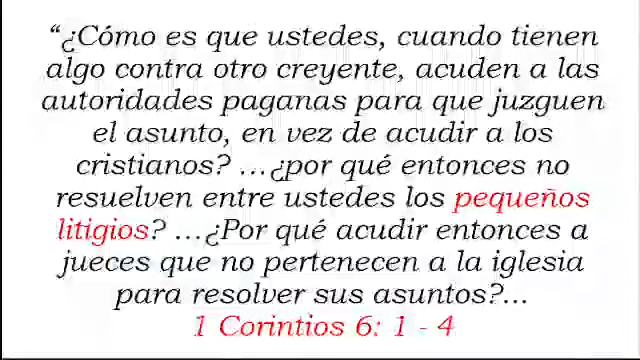 “¿Cómo es que ustedes, cuando tienen
algo contra otro creyente, acuden a las
autoridades paganas para que juzguen
el asunto, en vez de acudir a los
cristianos? …¿por qué entonces no
resuelven entre ustedes los pequeños
litigios? …¿Por qué acudir entonces a
jueces que no pertenecen a la iglesia
para resolver sus asuntos?...
1 Corintios 6: 1 - 4